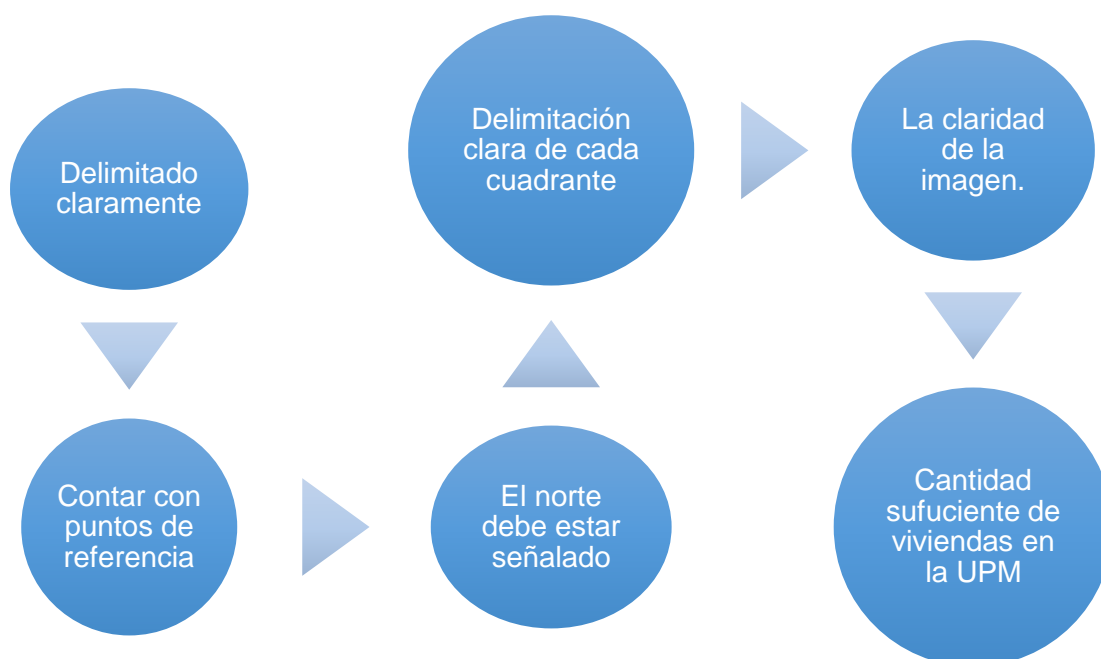 Delimitado
claramente
Contar con
puntos de
referencia
El norte
debe estar
señalado
Delimitación
clara de cada
cuadrante
La claridad
de la
imagen.
Cantidad
sufuciente de
viviendas en
la UPM